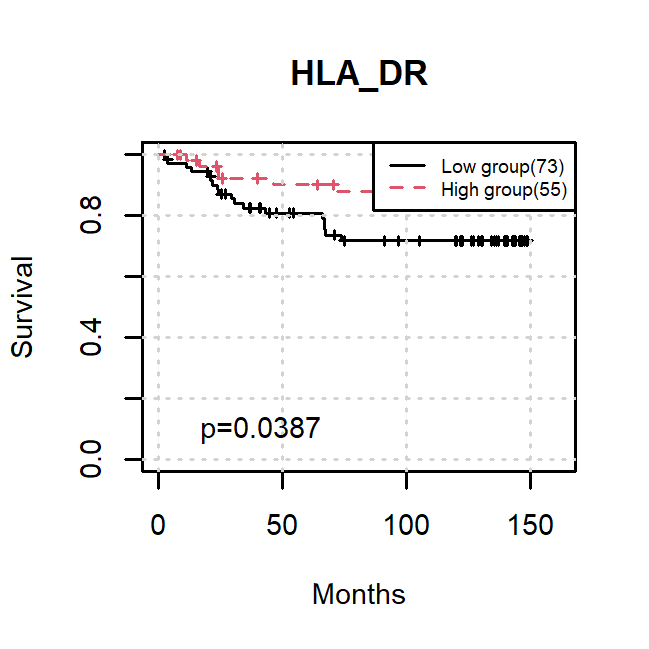 HLA_DR
Low group(73)
High group(55)
0.8
0.4
0.0
Survival
p=0.0387
0 50 100 150
Months